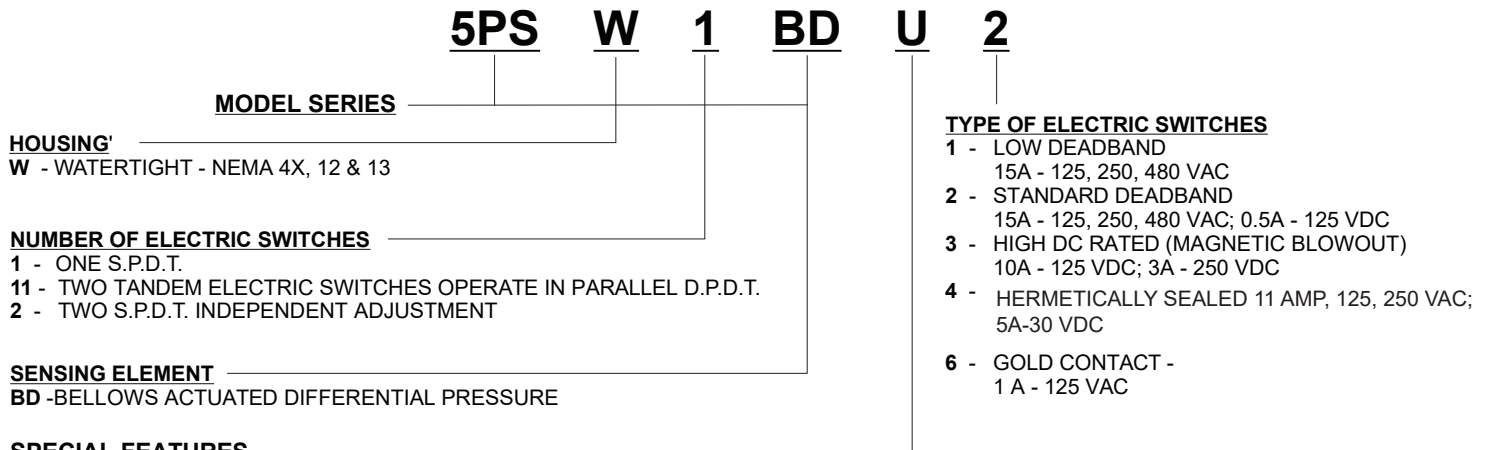 5PS W 1 BD U 2
MODEL SERIES
HOUSING'
W - WATERTIGHT - NEMA 4X, 12 & 13
NUMBER OF ELECTRIC SWITCHES
1 - ONE S.P.D.T.
11 - TWO TANDEM ELECTRIC SWITCHES OPERATE IN PARALLEL D.P.D.T.
2 - TWO S.P.D.T. INDEPENDENT ADJUSTMENT
SENSING ELEMENT
BD -BELLOWS ACTUATED DIFFERENTIAL PRESSURE
SPECIAL FEATURES
TYPE OF ELECTRIC SWITCHES
1 - LOW DEADBAND
15A - 125, 250, 480 VAC
2 - STANDARD DEADBAND
15A - 125, 250, 480 VAC; 0.5A - 125 VDC
3 - HIGH DC RATED (MAGNETIC BLOWOUT)
10A - 125 VDC; 3A - 250 VDC
4 - HERMETICALLY SEALED 11 AMP, 125, 250 VAC;
5A-30 VDC
6 - GOLD CONTACT -
1 A - 125 VAC